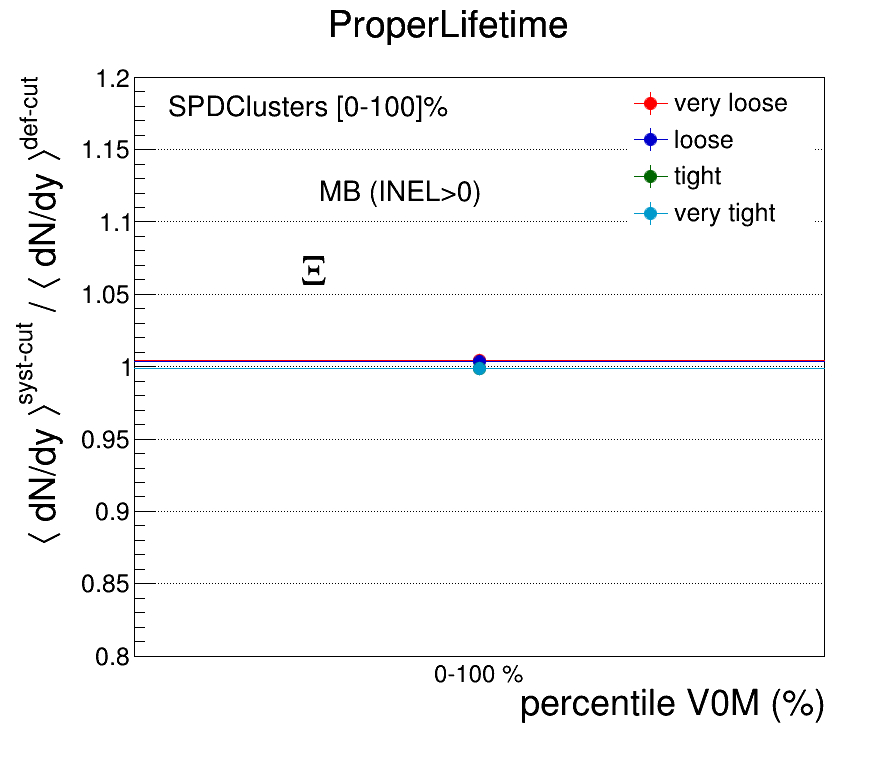 ProperLifetime
⟨ dN/dy ⟩^syst-cut / ⟨ dN/dy ⟩^def-cut
1.2
1.15
1.1
1.05
1
0.95
0.9
0.85
0.8
SPDClusters [0-100]%
MB (INEL>0)
Ξ
very loose
loose
tight
very tight
0-100 %
percentile V0M (%)